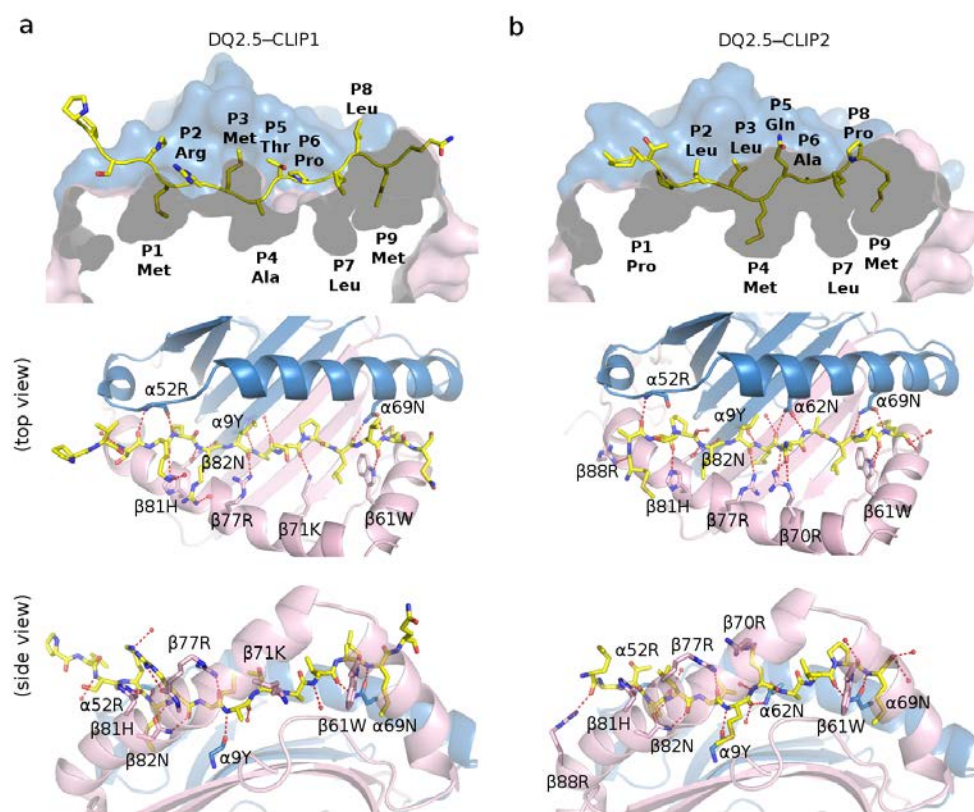 a
DQ2.5–CLIP1
P2
Arg
P3
Met
P5
Thr
P6
Pro
P8
Leu
P1
Met
P4
Ala
P7
Leu
P9
Met
b
DQ2.5–CLIP2
P2
Leu
P3
Leu
P5
Gln
P6
Ala
P8
Pro
P1
Pro
P4
Met
P7
Leu
P9
Met
(top view)
α52R
α9Y
α69N
β82N
β81H
β77R
β71K
β61W
α52R
α9Y
α62N
α69N
β88R
β82N
β81H
β77R
β70R
β61W
(side view)
β77R
β71K
α52R
β81H
β82N
α9Y
β61W
α69N
β70R
β77R
α52R
β81H
β82N
β88R
α9Y
α62N
β61W
α69N